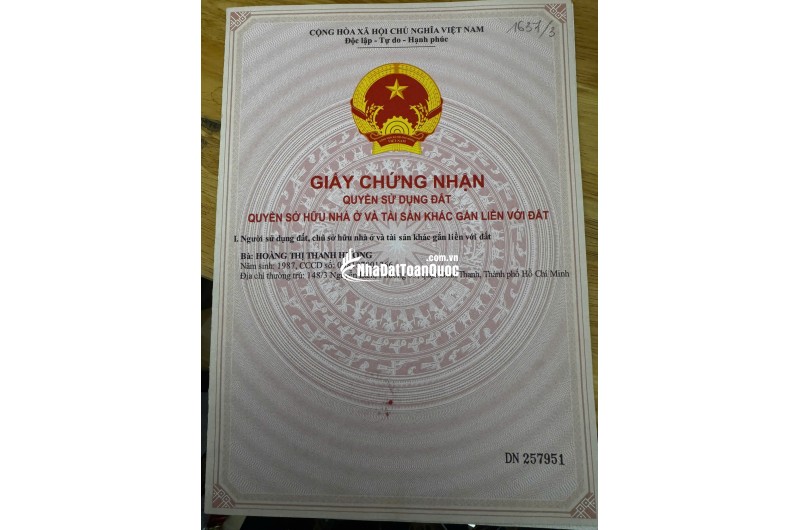 CỘNG HÒA XÃ HỘI CHỦ NGHĨA VIỆT NAM
Độc lập - Tự do - Hạnh phúc
1637/3
GIẤY CHỨNG NHẬN
QUYỀN SỬ DỤNG ĐẤT
QUYỀN SỞ HỮU NHÀ Ở VÀ TÀI SẢN KHÁC GẮN LIỀN VỚI ĐẤT
I. Người sử dụng đất, chủ sở hữu nhà ở và tài sản khác gắn liền với đất
Bà: HOÀNG THỊ THANH
Năm sinh: 1987, CCCD số:
.com.vn
NhaDatToanQuoc
Địa chỉ thường trú: 148/3 Thạnh, Thành phố Hồ Chí Minh
DN 257951